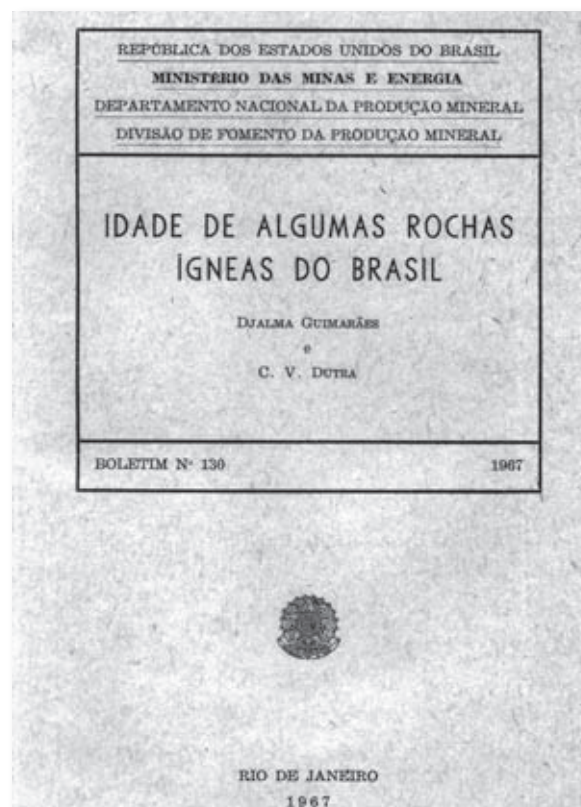 REPÚBLICA DOS ESTADOS UNIDOS DO BRASIL
MINISTÉRIO DAS MINAS E ENERGIA
DEPARTAMENTO NACIONAL DA PRODUÇÃO MINERAL
DIVISÃO DE FOMENTO DA PRODUÇÃO MINERAL
IDADE DE ALGUMAS ROCHAS
ÍGNEAS DO BRASIL
DJALMA GUIMARÃES
e
C. V. DUTRA
BOLETIM Nº 130 1967
RIO DE JANEIRO
1967